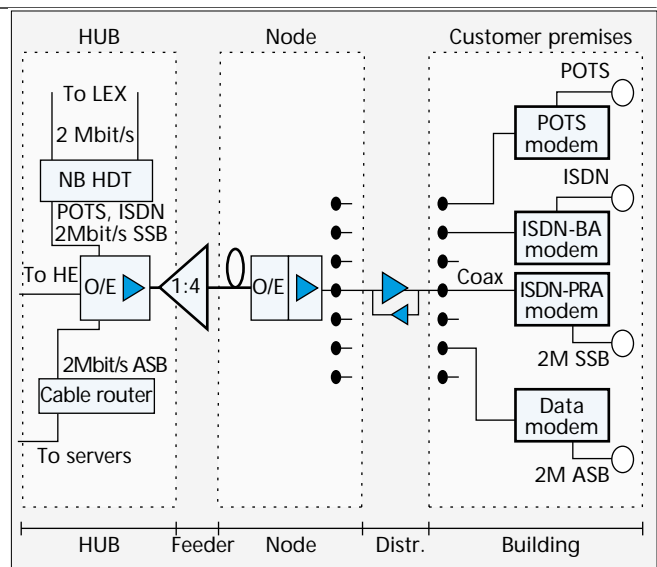 HUB
Node
Customer premises
To LEX
2 Mbit/s
NB HDT
POTS, ISDN
2Mbit/s SSB
To HE
O/E
1:4
O/E
2Mbit/s ASB
Cable router
To servers
Coax
POTS
POTS
modem
ISDN
ISDN-BA
modem
ISDN-PRA
modem
2M SSB
Data
modem
2M ASB
HUB
Feeder
Node
Distr.
Building